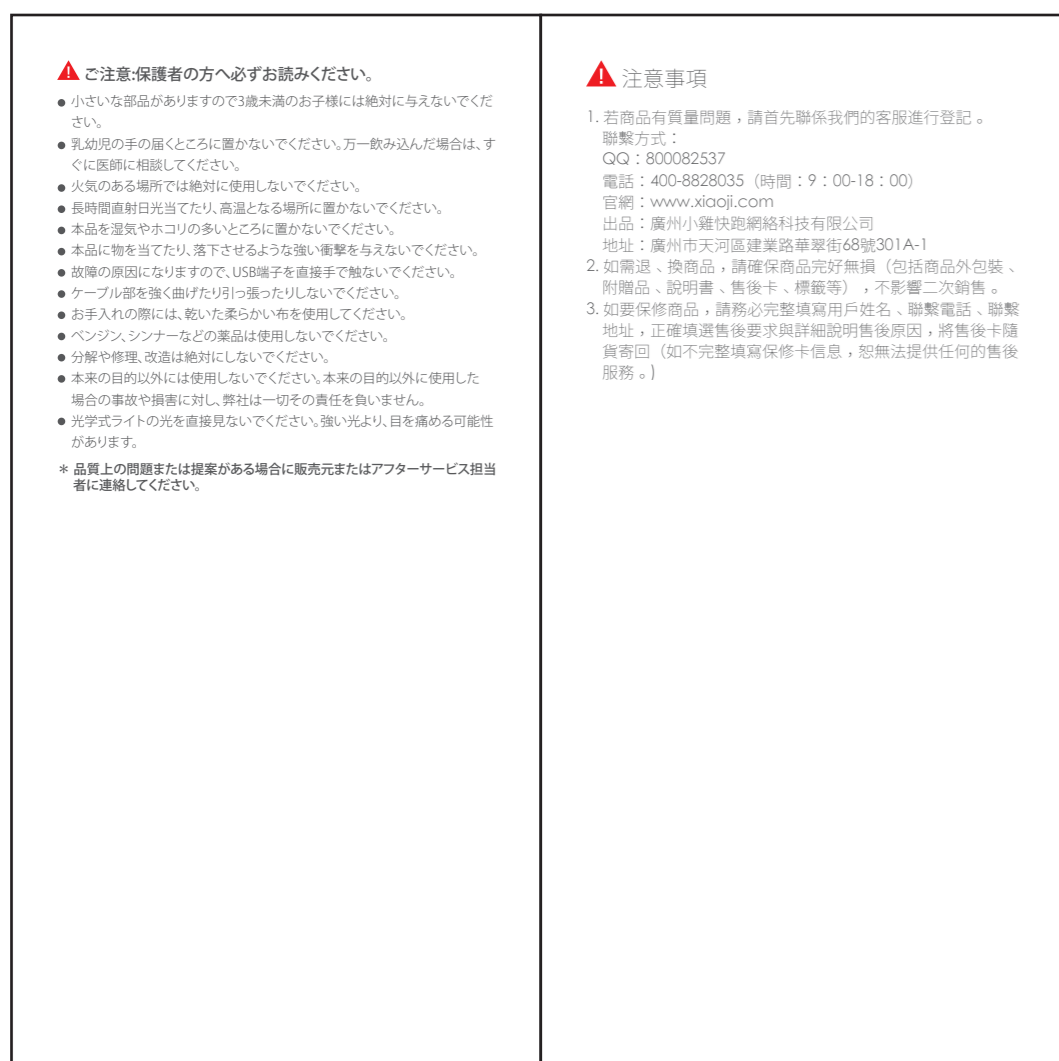 ご注意:保護者の方へ必ずお読みください。
● 小さいな部品がありますので3歳未満のお子様には絶対に与えないでくだ
さい。
● 乳幼児の手の届くところに置かないでください。万一飲み込んだ場合は、す
ぐに医師に相談してください。
● 火気のある場所では絶対に使用しないでください。
● 長時間直射日光当てたり、高温となる場所に置かないでください。
● 本品を湿気やホコリの多いところに置かないでください。
● 本品に物を当てたり、落下させるような強い衝撃を与えないでください。
● 故障の原因になりますので、USB端子を直接手で触ないでください。
● ケーブル部を強く曲げたり引っ張ったりしないでください。
● お手入れの際には、乾いた柔らかい布を使用してください。
● ベンジン、シンナーなどの薬品は使用しないでください。
● 分解や修理、改造は絶対にしないでください。
● 本来の目的以外には使用しないでください。本来の目的以外に使用した
場合の事故や損害に対し、弊社は一切その責任を負いません。
● 光学式ライトの光を直接見ないでください。強い光より、目を痛める可能性
があります。
＊ 品質上の問題または提案がある場合に販売元またはアフターサービス担当
者に連絡してください。
注意事項
1. 若商品有質量問題，請首先聯係我們的客服進行登記。
聯繫方式：
QQ：800082537
電話：400-8828035（時間：9：00-18：00）
官網：www.xiaoji.com
出品：廣州小雞快跑網絡科技有限公司
地址：廣州市天河區建業路華翠街68號301A-1
2. 如需退、換商品，請確保商品完好無損（包括商品外包裝、
附贈品、說明書、售後卡、標籤等），不影響二次銷售。
3. 如要保修商品，請務必完整填寫用戶姓名、聯繫電話、聯繫
地址，正確填選售後要求與詳細說明售後原因，將售後卡隨
貨寄回（如不完整填寫保修卡信息，恕無法提供任何的售後
服務。)